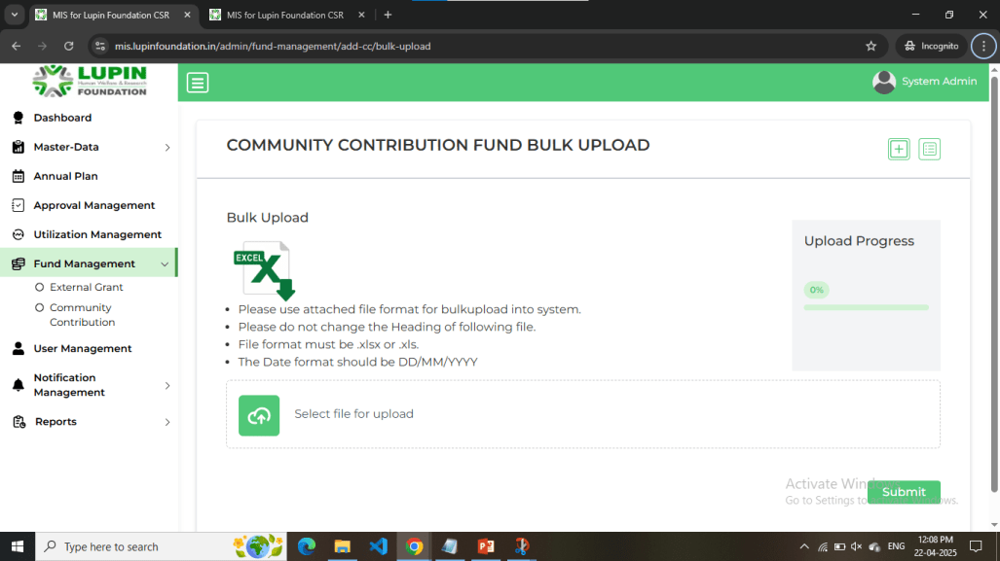 MIS for Lupin Foundation CSR
MIS for Lupin Foundation CSR
mis.lupinfoundation.in/admin/fund-management/add-cc/bulk-upload
Incognito
LUPIN
Human Welfare & Research
FOUNDATION
System Admin
Dashboard
Master-Data
Annual Plan
Approval Management
Utilization Management
Fund Management
External Grant
Community
Contribution
User Management
Notification
Management
Reports
COMMUNITY CONTRIBUTION FUND BULK UPLOAD
Bulk Upload
EXCEL
X
Please use attached file format for bulkupload into system.
Please do not change the Heading of following file.
File format must be .xlsx or .xls.
The Date format should be DD/MM/YYYY
Upload Progress
0%
Select file for upload
Submit
Activate Win
Go to Settings to
Type here to search
ENG
12:08 PM
22-04-2025